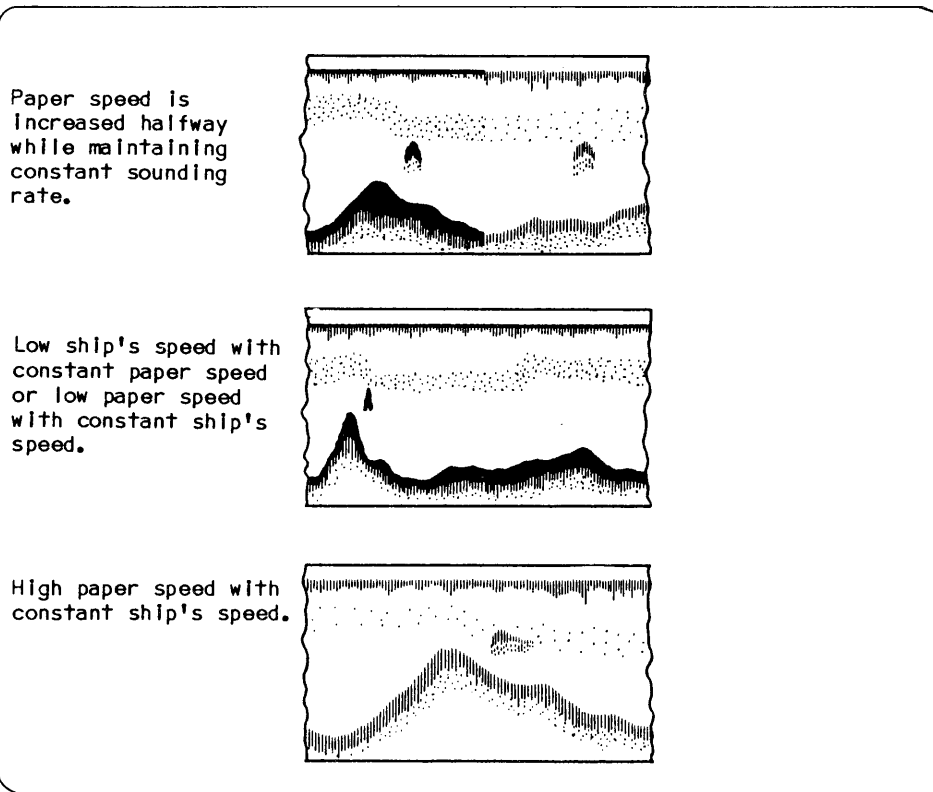 Paper speed is
increased halfway
while maintaining
constant sounding
rate.
Low ship's speed with
constant paper speed
or low paper speed
with constant ship's
speed.
High paper speed with
constant ship's speed.